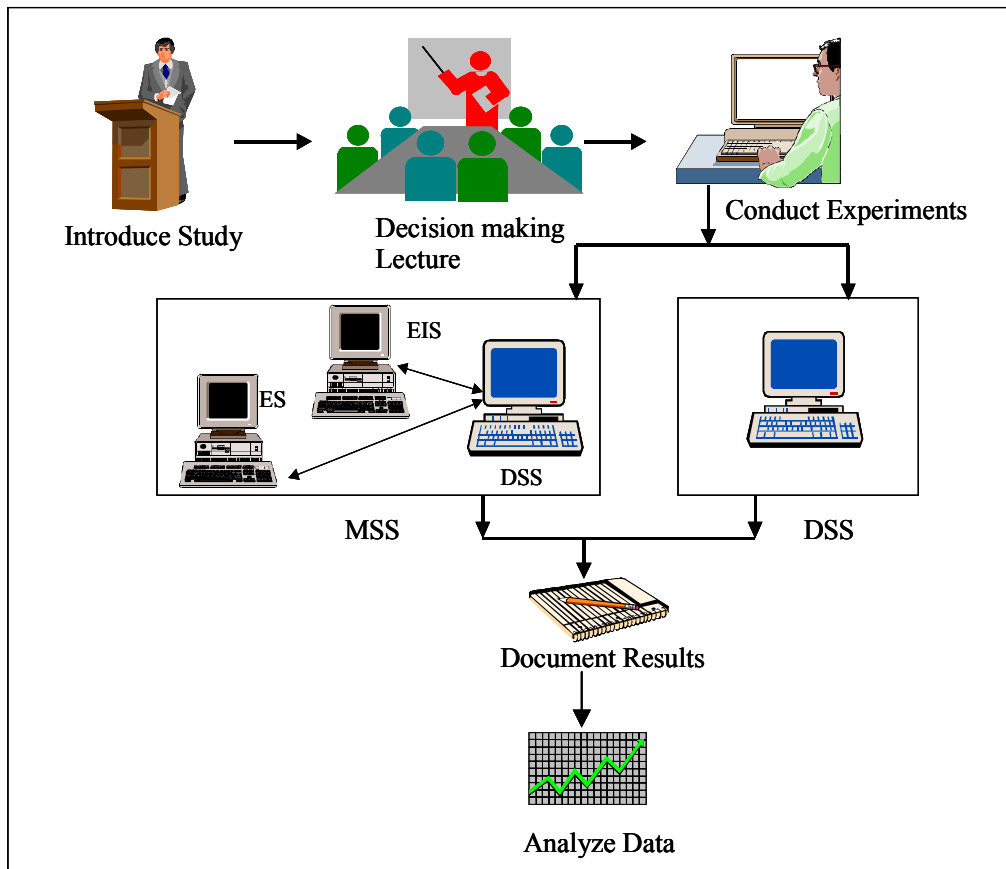 Introduce Study
Decision making
Lecture
Conduct Experiments
EIS
ES
DSS
MSS
DSS
Document Results
Analyze Data